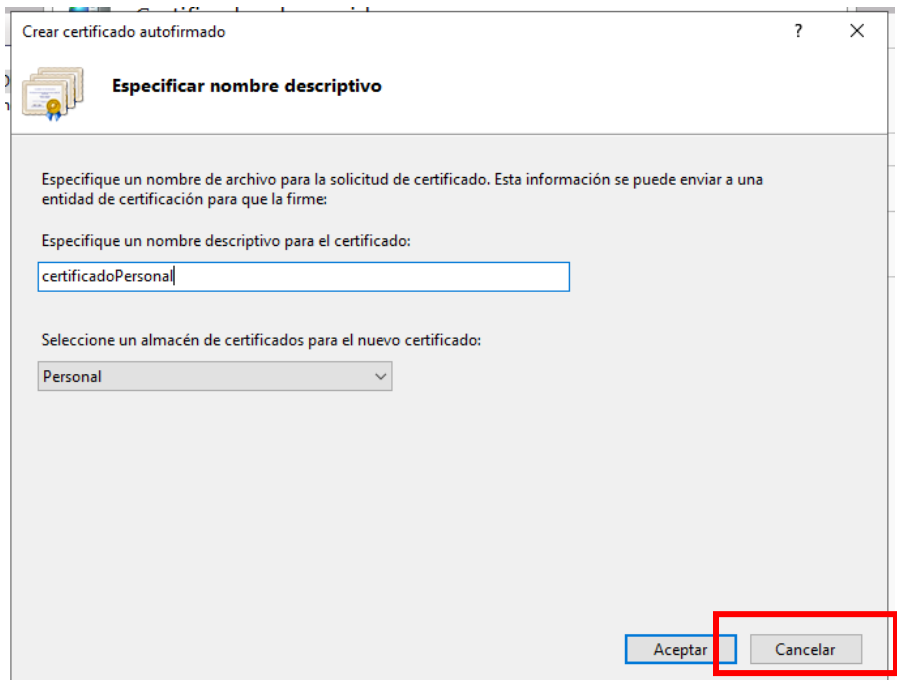 Crear certificado autofirmado
?
Especificar nombre descriptivo
Especifique un nombre de archivo para la solicitud de certificado. Esta información se puede enviar a una
entidad de certificación para que la firme:
Especifique un nombre descriptivo para el certificado:
certificadoPersonal
Seleccione un almacén de certificados para el nuevo certificado:
Personal
Aceptar
Cancelar